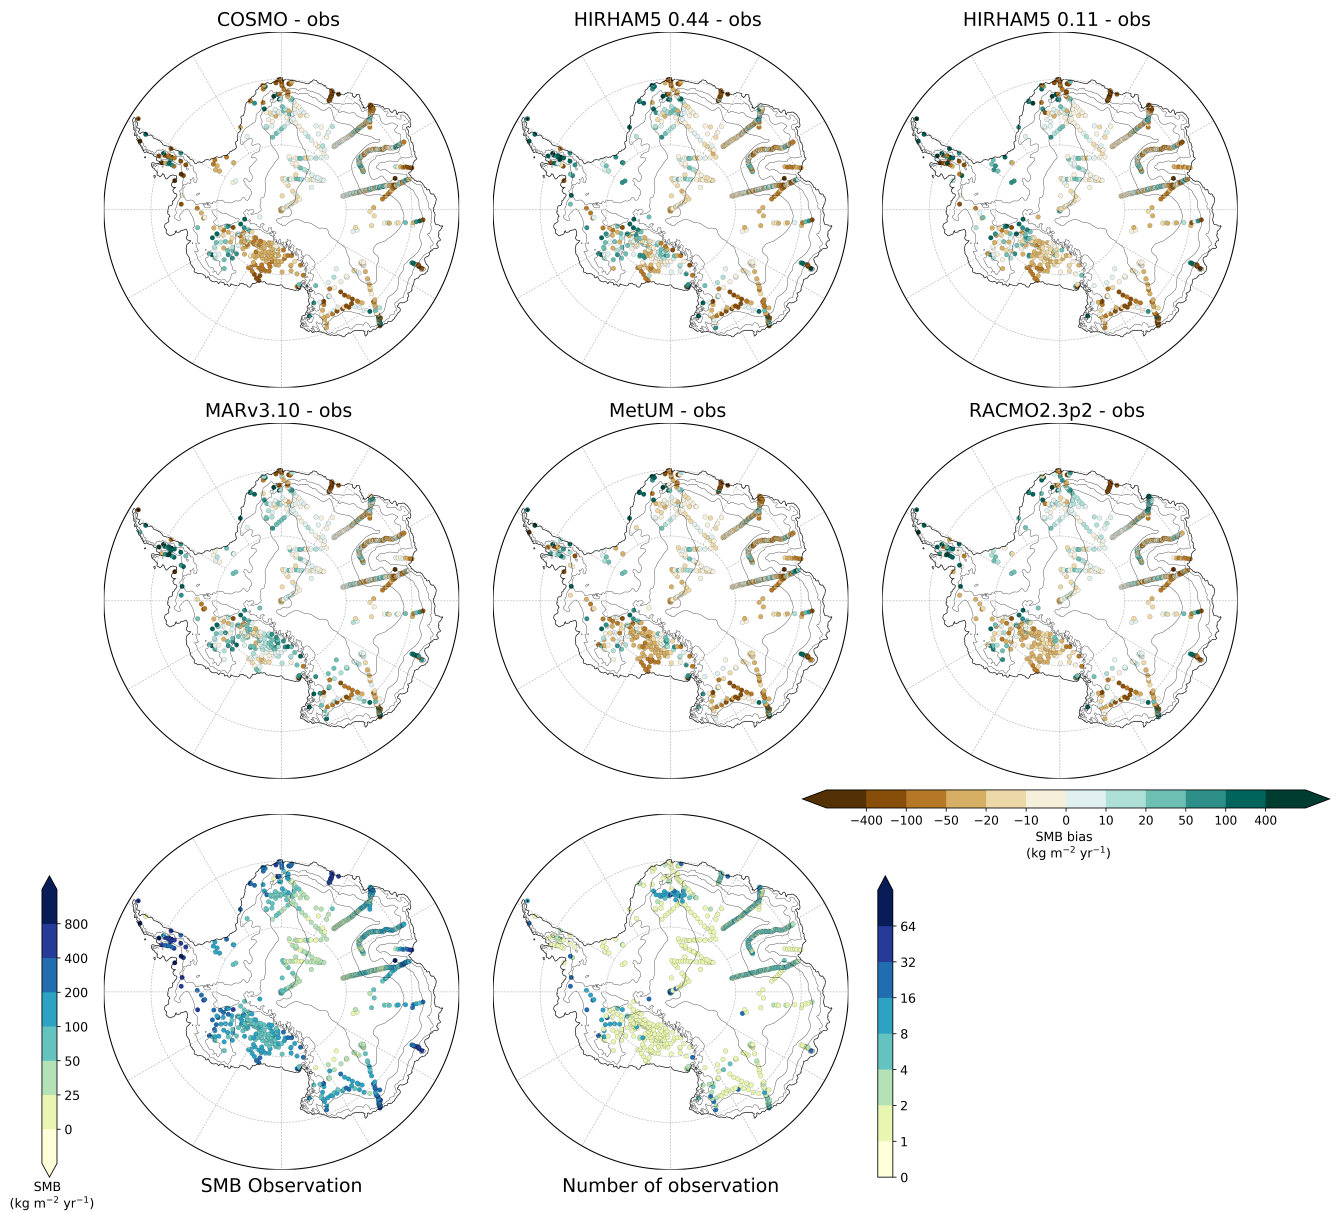 COSMO - obs
HIRHAM5 0.44 - obs
HIRHAM5 0.11 - obs
MARv3.10 - obs
MetUM - obs
RACMO2.3p2 - obs
−400 −100 −50 −20 −10 0 10 20 50 100 400
SMB bias
(kg m⁻² yr⁻¹)
800
400
200
100
50
25
0
SMB
(kg m⁻² yr⁻¹)
SMB Observation
Number of observation
64
32
16
8
4
2
1
0